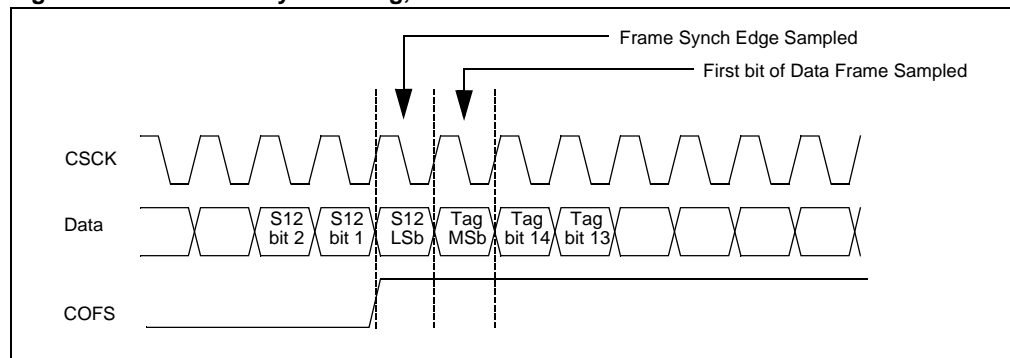 Frame Synch Edge Sampled
First bit of Data Frame Sampled
CSCK
Data
S12
bit 2
S12
bit 1
S12
LSb
Tag
MSb
Tag
bit 14
Tag
bit 13
COFS